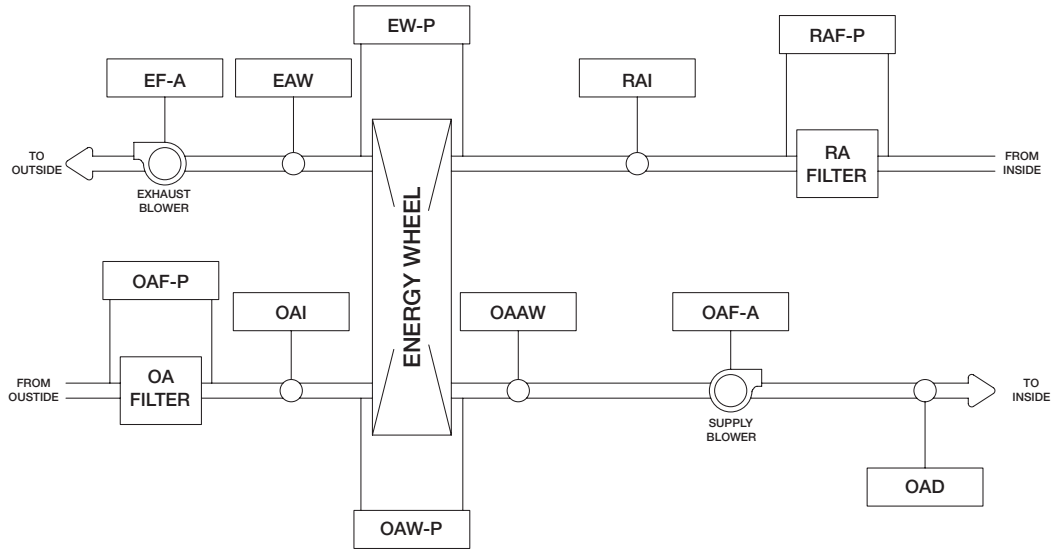 EW-P
RAF-P
EF-A
EAW
RAI
TO
OUTSIDE
EXHAUST
BLOWER
RA
FILTER
FROM
INSIDE
ENERGY WHEEL
OAF-P
OAI
OAAW
OAF-A
FROM
OUSTIDE
OA
FILTER
SUPPLY
BLOWER
TO
INSIDE
OAD
OAW-P